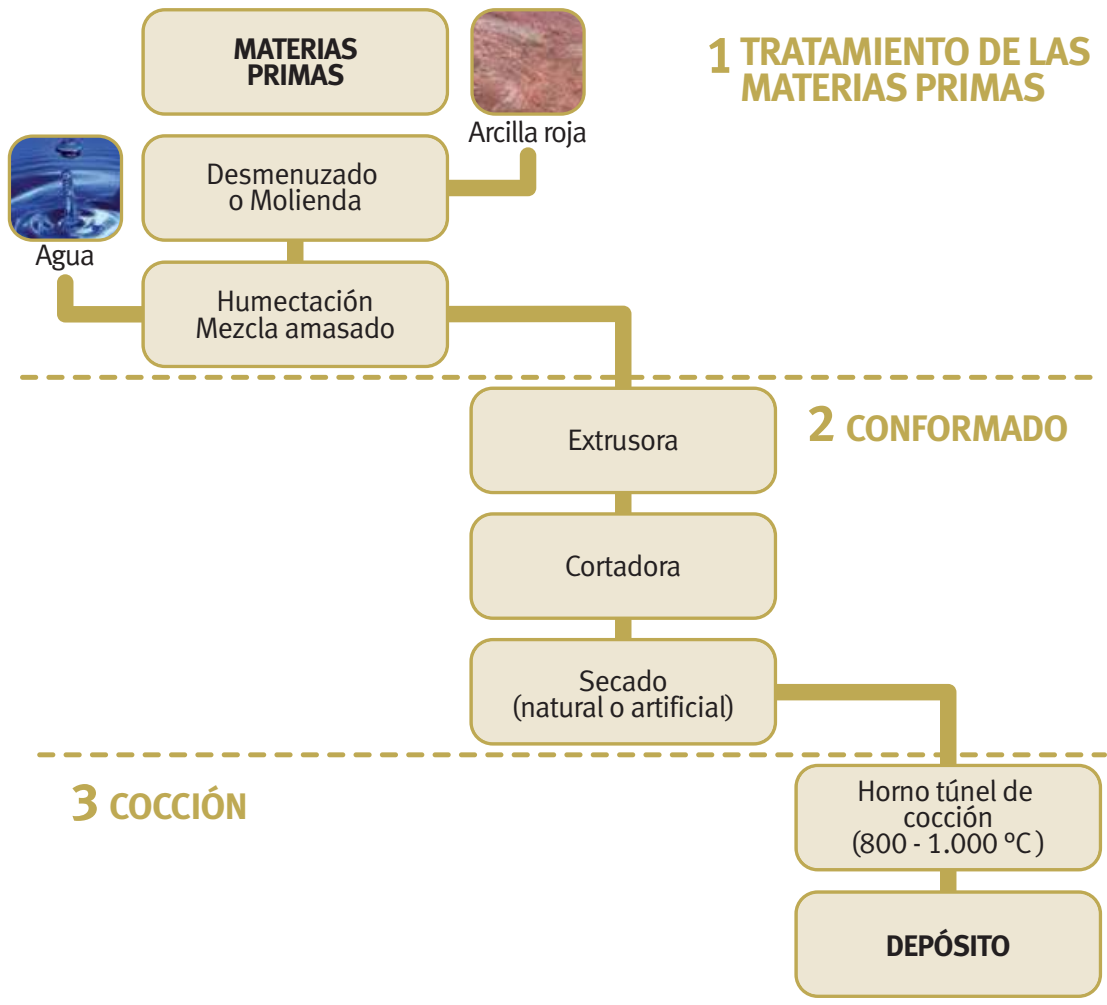 MATERIAS
PRIMAS
1 TRATAMIENTO DE LAS
MATERIAS PRIMAS
Arcilla roja
Desmenuzado
o Molienda
Agua
Humectación
Mezcla amasado
2 CONFORMADO
Extrusora
Cortadora
Secado
(natural o artificial)
3 COCCIÓN
Horno túnel de
cocción
(800 - 1.000 ºC )
DEPÓSITO